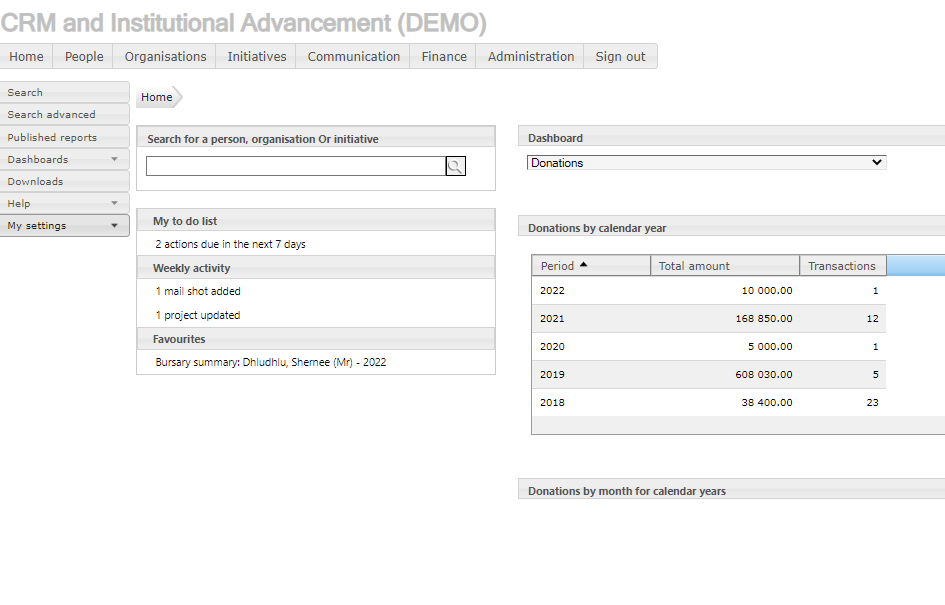 CRM and Institutional Advancement (DEMO)
Home People Organisations Initiatives Communication Finance Administration Sign out
Search
Search advanced
Published reports
Dashboards
Downloads
Help
My settings
Home
Search for a person, organisation Or initiative
My to do list
2 actions due in the next 7 days
Weekly activity
1 mail shot added
1 project updated
Favourites
Bursary summary: Dhludhlu, Shernee (Mr) - 2022
Dashboard
Donations
Donations by calendar year
Period Total amount Transactions
2022 10 000.00 1
2021 168 850.00 12
2020 5 000.00 1
2019 608 030.00 5
2018 38 400.00 23
Donations by month for calendar years